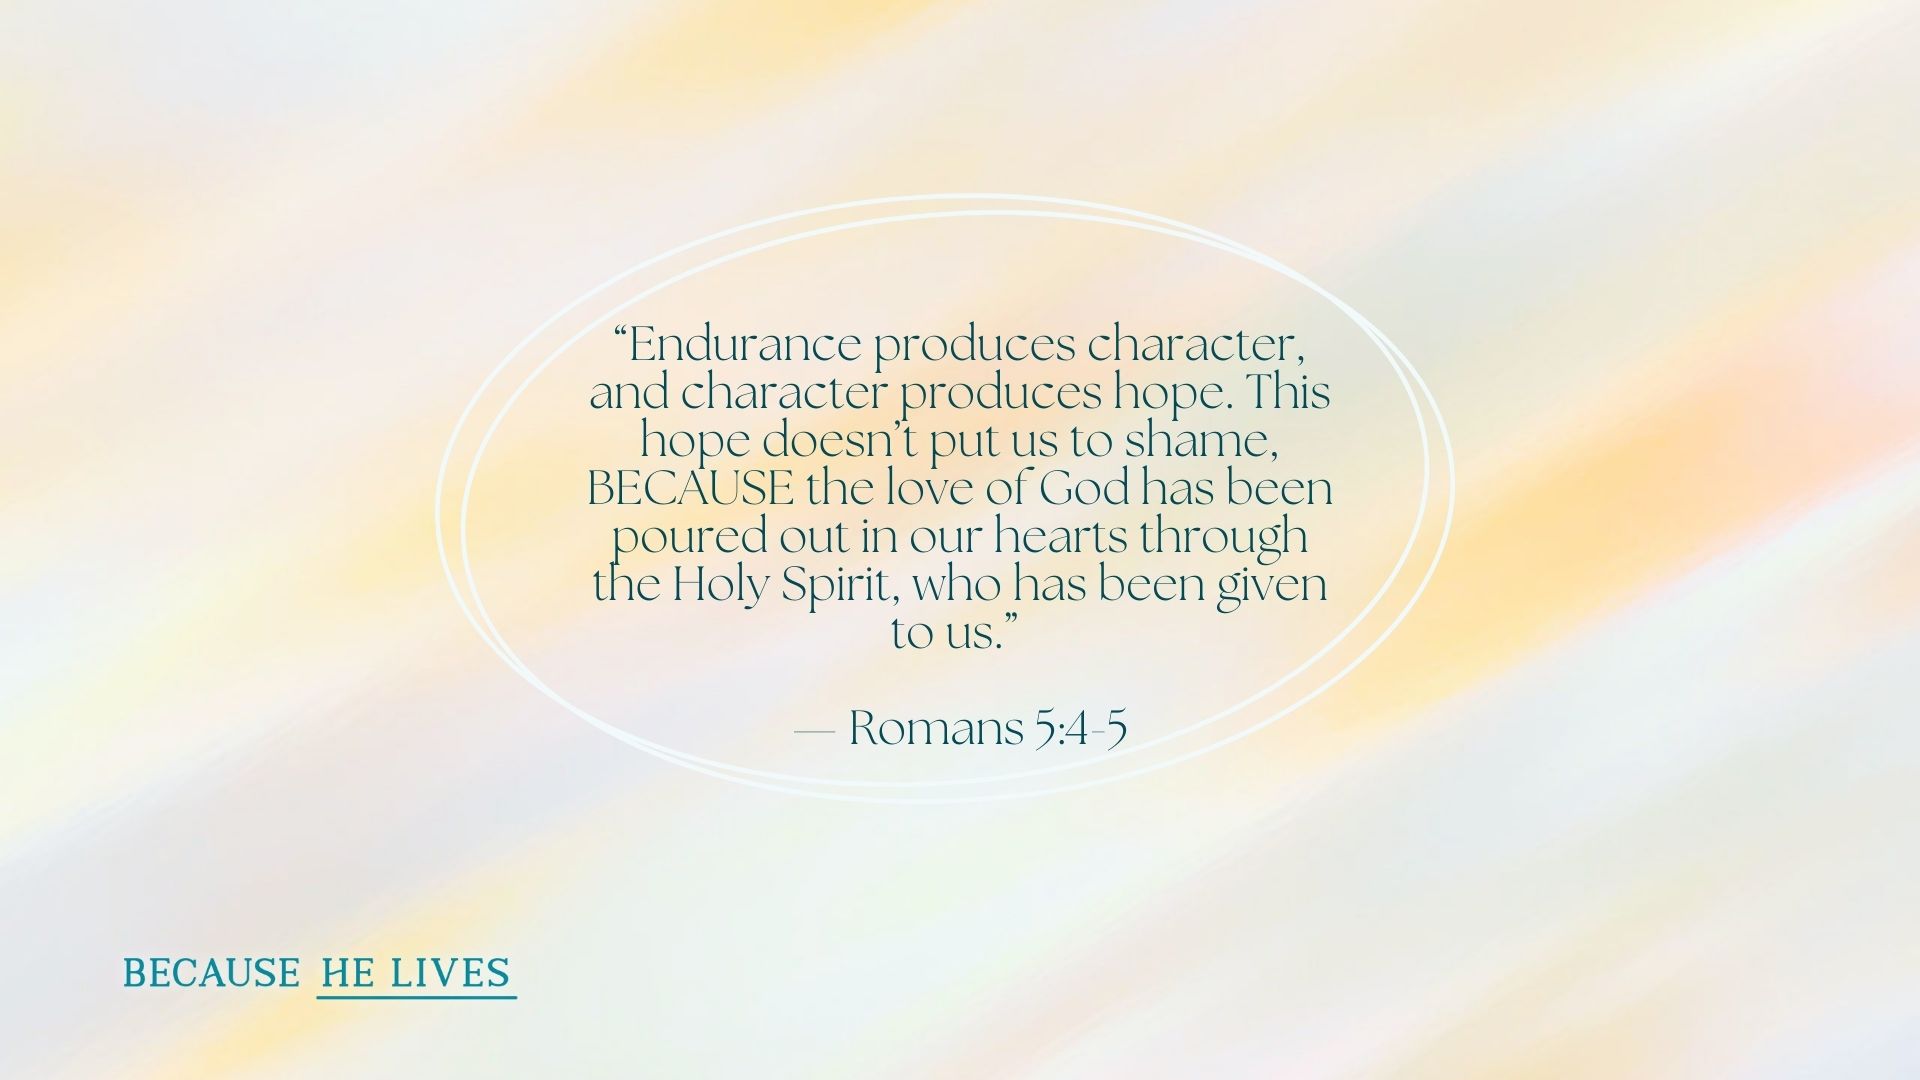 “Endurance produces character,
and character produces hope. This
hope doesn’t put us to shame,
BECAUSE the love of God has been
poured out in our hearts through
the Holy Spirit, who has been given
to us.”
— Romans 5:4-5
BECAUSE HE LIVES